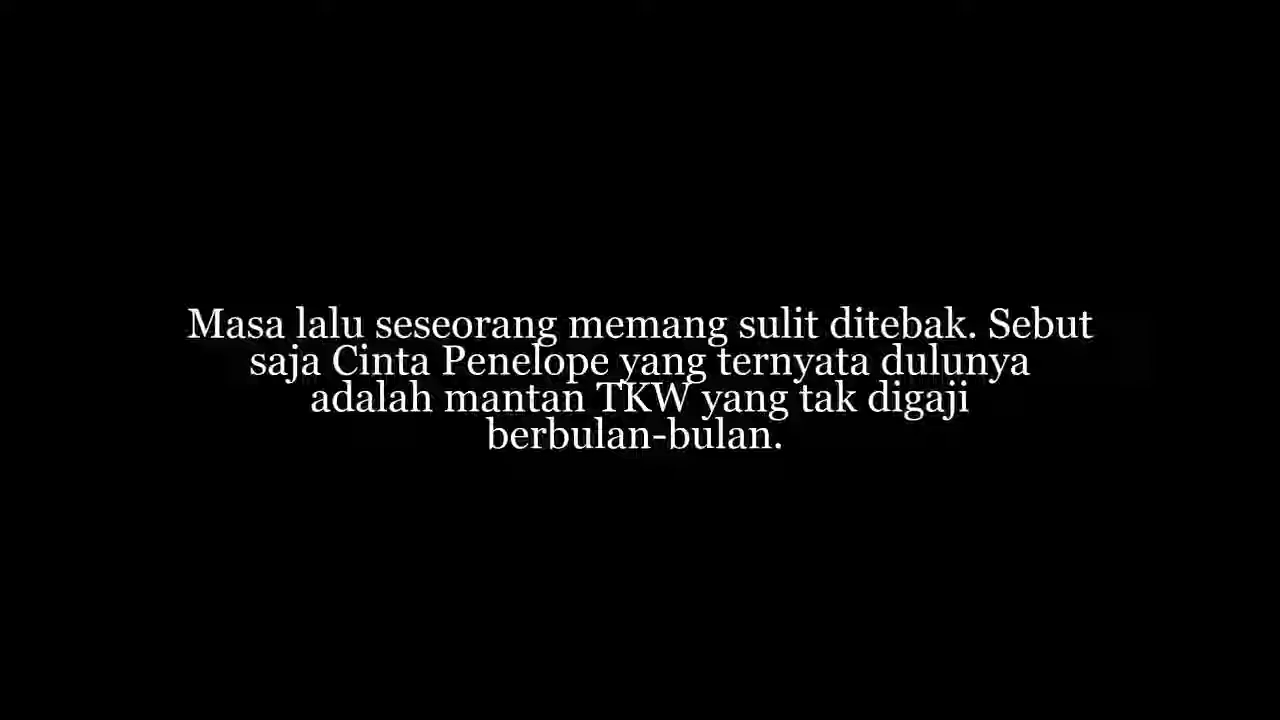 Masa lalu seseorang memang sulit ditebak. Sebut
saja Cinta Penelope yang ternyata dulunya
adalah mantan TKW yang tak digaji
berbulan-bulan.